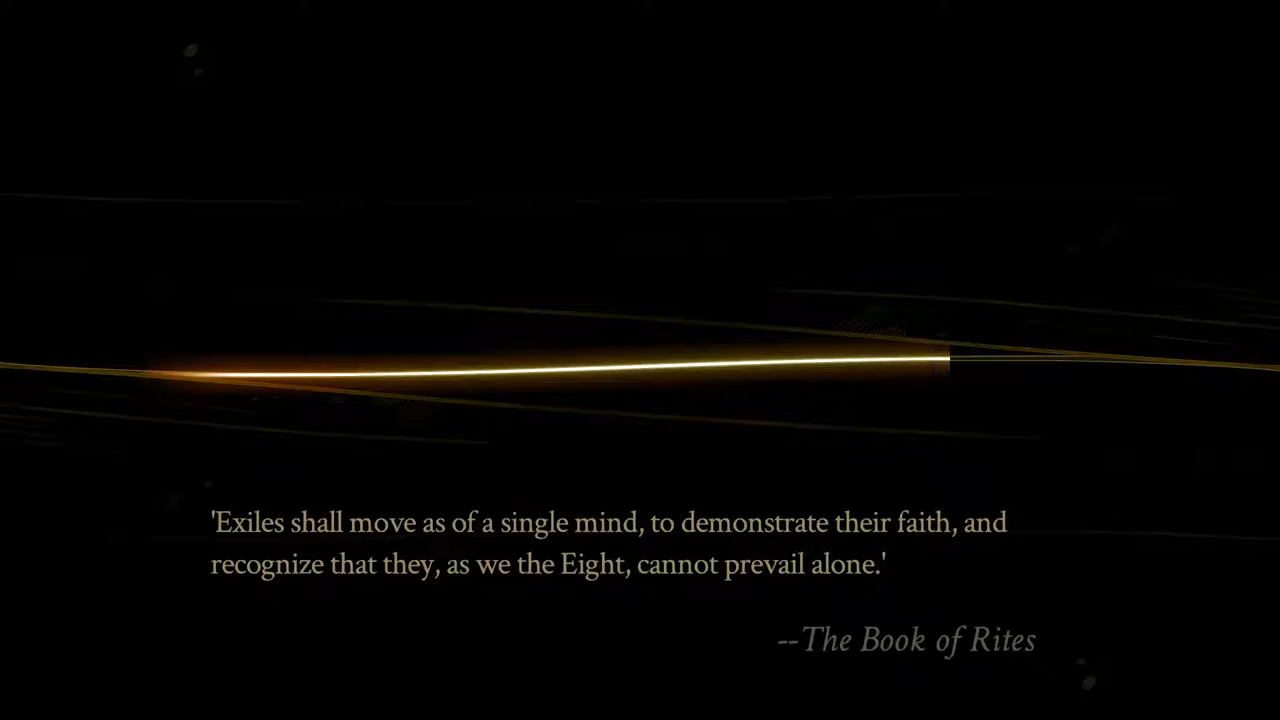 'Exiles shall move as of a single mind, to demonstrate their faith, and
recognize that they, as we the Eight, cannot prevail alone.'
--The Book of Rites